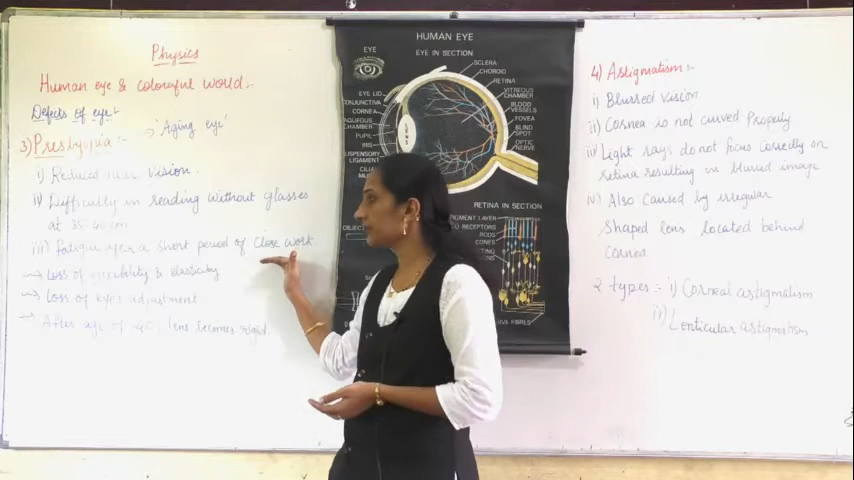 Physics
Human eye & colorful world:-
Defects of eye:-
3) Presbyopia :- -> 'Aging eye'
i) Reduced near vision.
ii) Difficulty in reading without glasses
at 35-40 cm
iii) Fatigue after a short period of close work
-> Loss of flexibility & elasticity
-> Loss of eye's adjustment
-> After age of 40, lens becomes rigid.
HUMAN EYE
EYE
EYE IN SECTION
SCLERA
CHOROID
RETINA
VITREOUS
CHAMBER
BLOOD
VESSELS
FOVEA
BLIND
SPOT
OPTIC
NERVE
EYE LID
CONJUNCTIVA
CORNEA
AQUEOUS
CHAMBER
PUPIL
IRIS
LENS
LIGAMENT
RETINA IN SECTION
PIGMENT LAYER
RODS
CONES
4) Astigmatism:-
i) Blurred vision
ii) Cornea is not curved Properly
iii) Light rays do not focus correctly on
retina resulting in blured image
iv) Also caused by irregular
shaped lens located behind
cornea
2 types :- i) Corneal astigmatism
ii) Lenticular astigmatism